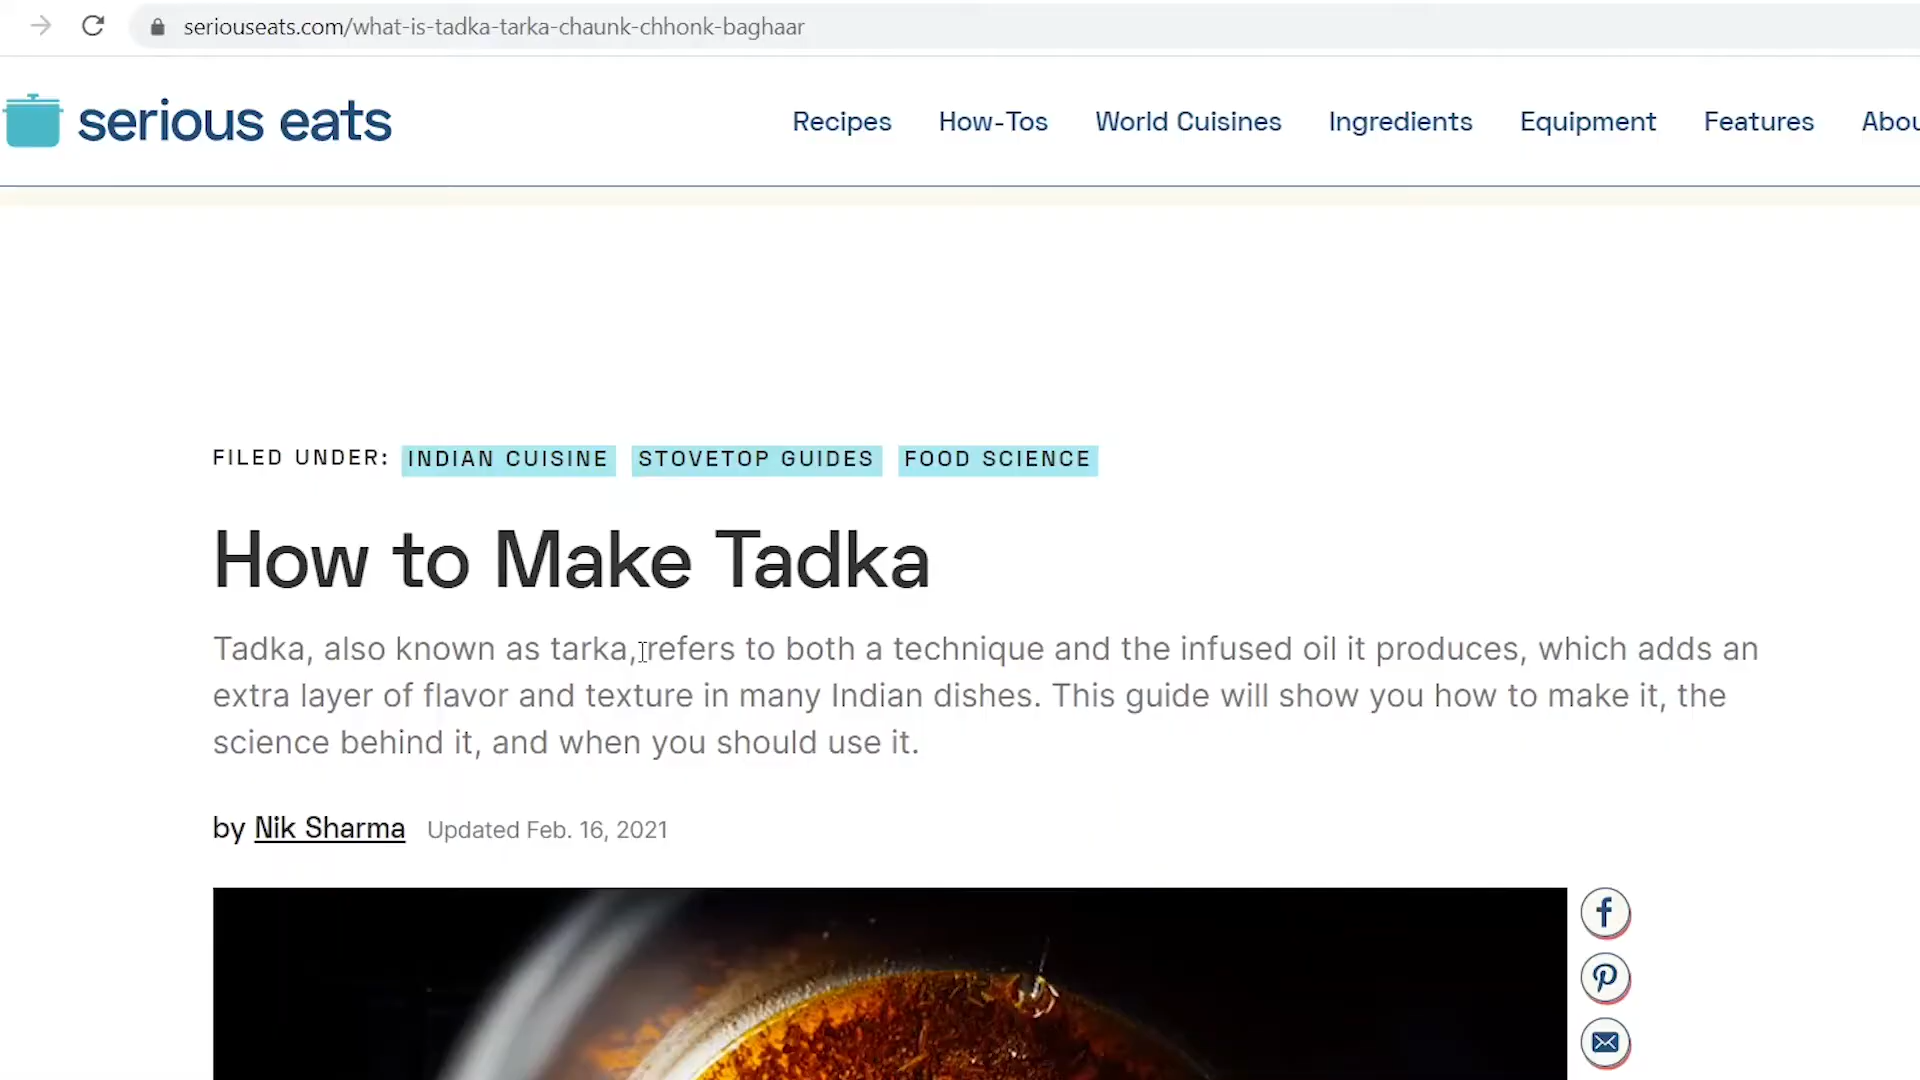 seriouseats.com/what-is-tadka-tarka-chaunk-chhonk-baghaar
serious eats
Recipes How-Tos World Cuisines Ingredients Equipment Features Abou
FILED UNDER: INDIAN CUISINE STOVETOP GUIDES FOOD SCIENCE
How to Make Tadka
Tadka, also known as tarka, refers to both a technique and the infused oil it produces, which adds an
extra layer of flavor and texture in many Indian dishes. This guide will show you how to make it, the
science behind it, and when you should use it.
by Nik Sharma Updated Feb. 16, 2021